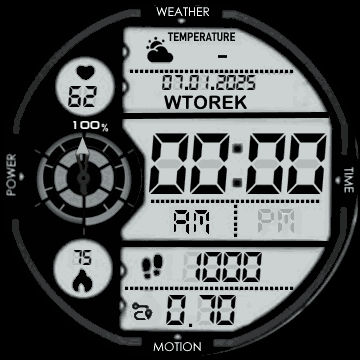 WEATHER
TEMPERATURE
-
07.01.2025
WTOREK
62
100%
00:00
AM PM
POWER
TIME
75
1000
0.70
MOTION